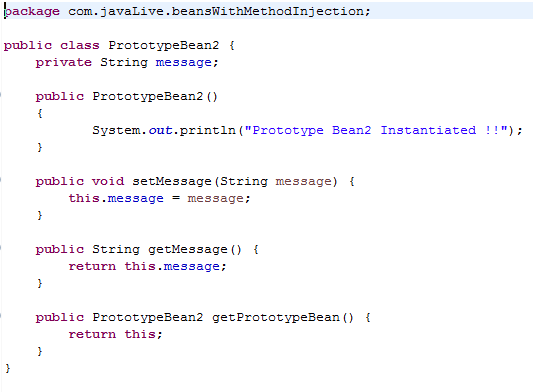 package com.javaLive.beansWithMethodInjection;
public class PrototypeBean2 {
private String message;
public PrototypeBean2()
{
System.out.println("Prototype Bean2 Instantiated !!");
}
public void setMessage(String message) {
this.message = message;
}
public String getMessage() {
return this.message;
}
public PrototypeBean2 getPrototypeBean() {
return this;
}
}